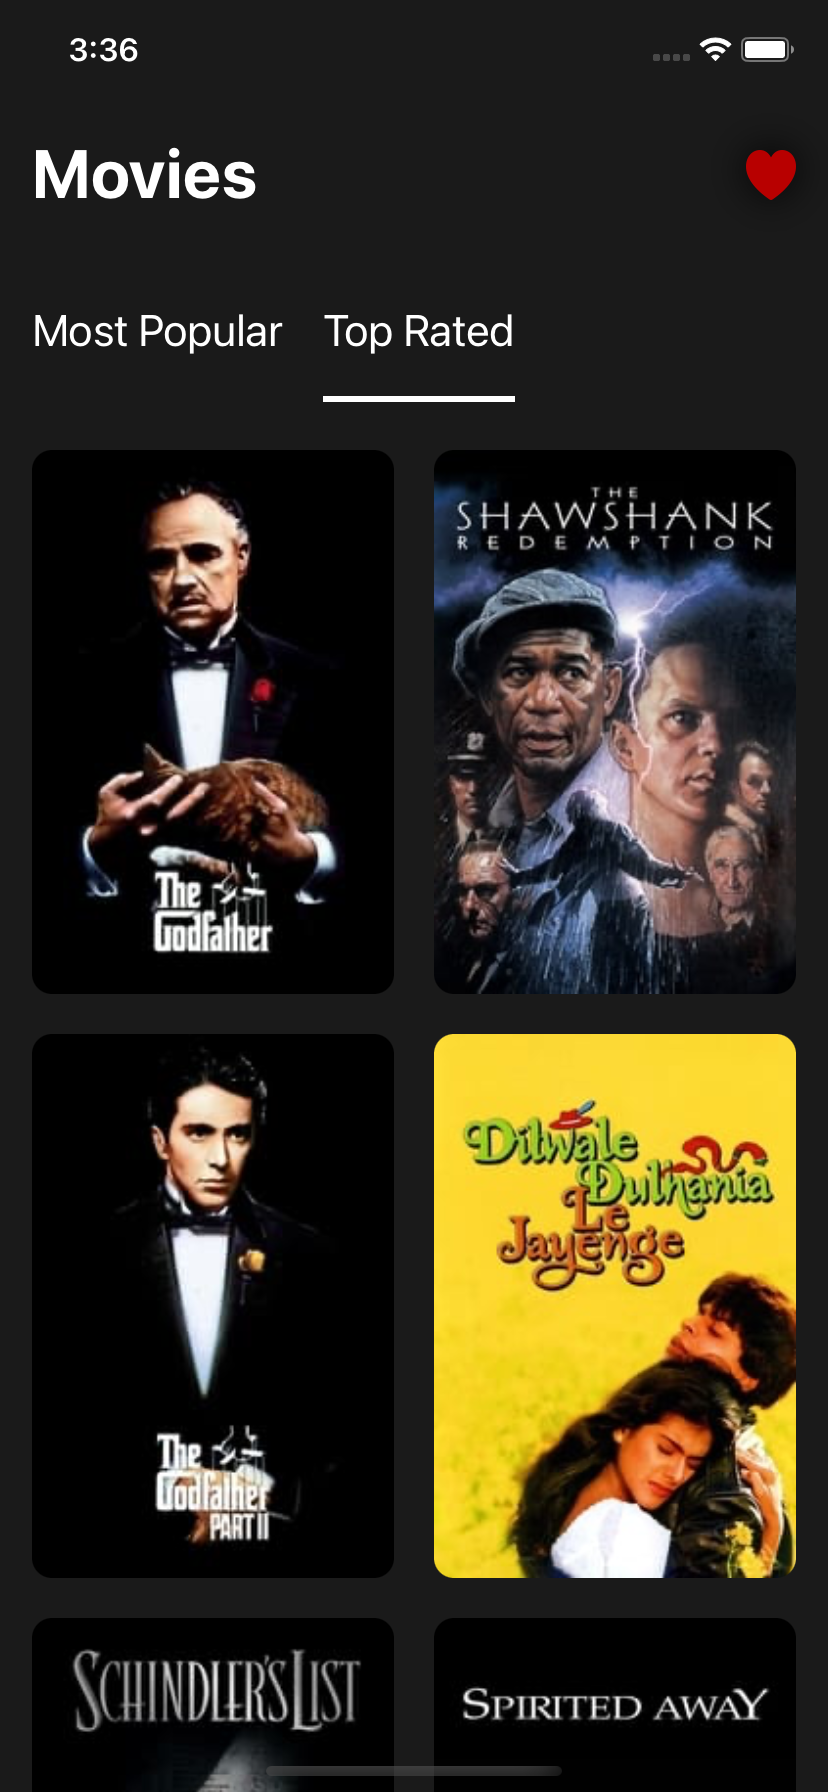 3:36
Movies
Most Popular
Top Rated
The
Godfather
THE
SHAWSHANK
REDEMPTION
The
Godfather
PART II
Dilwale
Dulhania
Le
Jayenge
SCHINDLER'S LIST
SPIRITED AWAY